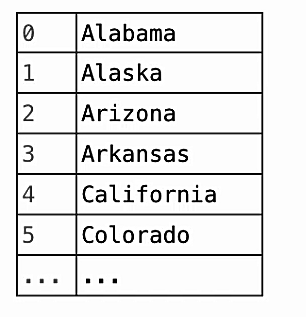 0 Alabama
1 Alaska
2 Arizona
3 Arkansas
4 California
5 Colorado
... ...